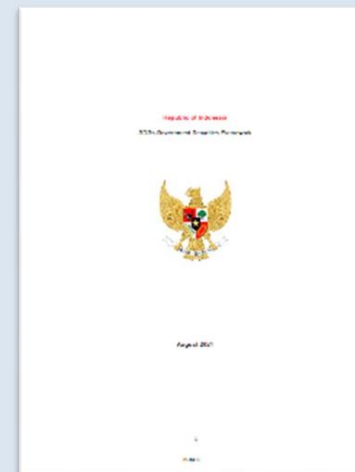 Republic of Indonesia
SDGs Government Securities Framework
August 2021